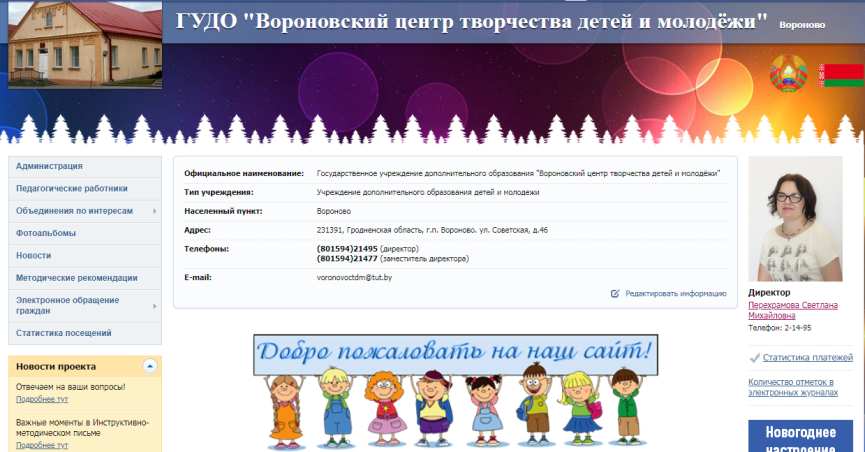 ГУДО "Вороновский центр творчества детей и молодёжи" Вороново
Администрация
Педагогические работники
Объединения по интересам
Фотоальбомы
Новости
Методические рекомендации
Электронное обращение
граждан
Статистика посещений
Новости проекта
Отвечаем на ваши вопросы!
Подробнее тут
Важные моменты в Инструктивно-
методическом письме
Подробнее тут
Официальное наименование: Государственное учреждение дополнительного образования "Вороновский центр творчества детей и молодёжи"
Тип учреждения: Учреждение дополнительного образования детей и молодежи
Населенный пункт: Вороново
Адрес: 231391, Гродненская область, г.п. Вороново. ул. Советская, д.46
Телефоны: (801594)21495 (директор)
(801594)21477 (заместитель директора)
E-mail: voronovoctdm@tut.by
Редактировать информацию
Добро пожаловать на наш сайт!
Директор
Перехрамова Светлана
Михайловна
Телефон: 2-14-95
Статистика платежей
Количество отметок в
электронных журналах
Новогоднее
настроение